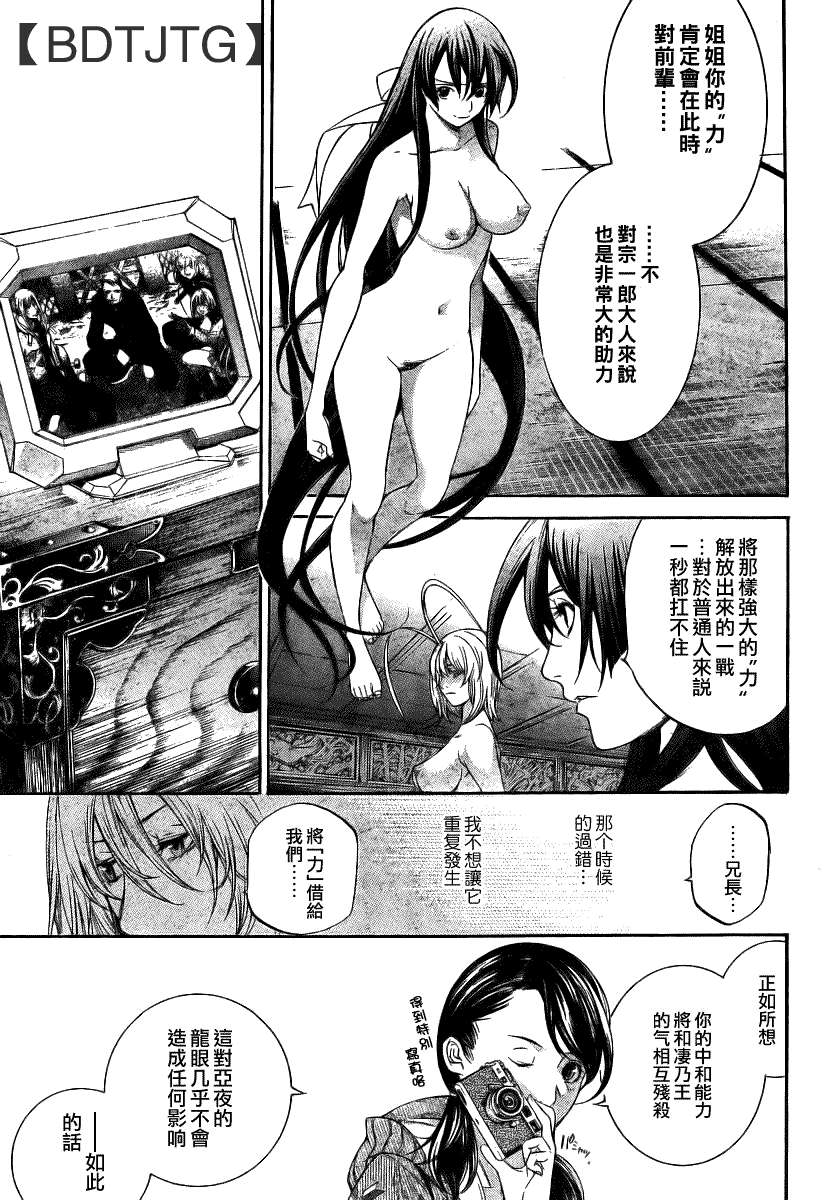 【BDTJTG】
姐姐你的“力“
肯定會在此時
對前輩……
……不
對宗一郎大人來說
也是非常大的助力
將那樣強大的“力“
解放出來的一戰
…對於普通人來説
一秒都扛不住
……兄長…
那个時候
的過錯…
我不想讓它
重复發生
將「力」借給
我們……
正如所想
你的中和能力
將和凄乃王
的气相互殘殺
得到特別
寫真哈
這對亞夜的
龍眼几乎不會
造成任何影响
——如此
的話